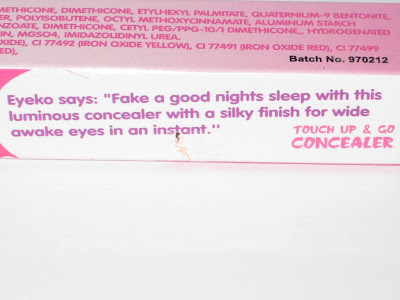 METHICONE, DIMETHICONE, ETYLHEXYL PALMITATE, QUATERNIUM-9 BENTONITE,
ER, POLYISOBUTENE, OCTYL METHOXYCINNAMATE, ALUMINUM STARCH
NZOATE, DIMETHICONE, CETYL PEG/PPG-10/1 DIMETHICONE,, HYDROGENATED
IN, MGSO4, IMIDAZOLIDINYL UREA.
OXIDE), CI 77492 (IRON OXIDE YELLOW), CI 77491 (IRON OXIDE RED), CI 77499
),
Batch No. 970212
Eyeko says: "Fake a good nights sleep with this
luminous concealer with a silky finish for wide
awake eyes in an instant."
TOUCH UP & GO
CONCEALER